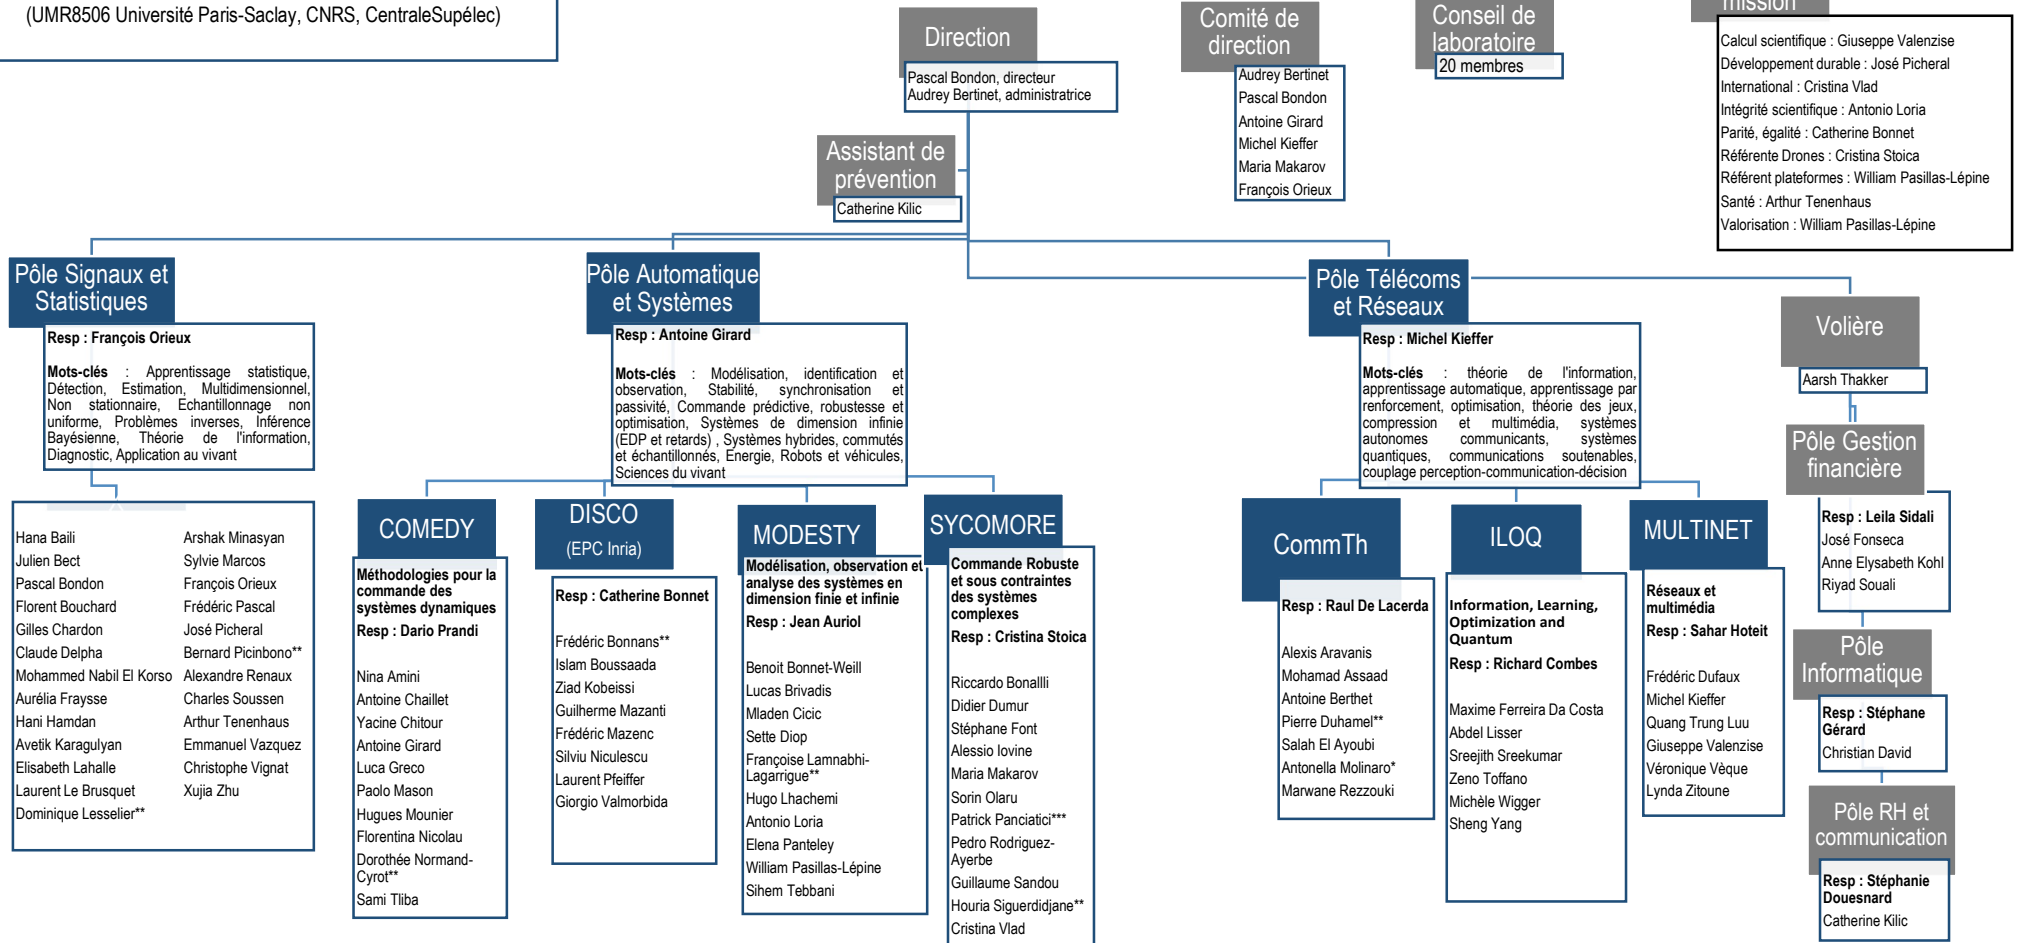 (UMR8506 Université Paris-Saclay, CNRS, CentraleSupélec)
Direction
Pascal Bondon, directeur
Audrey Bertinet, administratrice
Comité de
direction
Audrey Bertinet
Pascal Bondon
Antoine Girard
Michel Kieffer
Maria Makarov
François Orieux
Conseil de
laboratoire
20 membres
mission
Calcul scientifique : Giuseppe Valenzise
Développement durable : José Picheral
International : Cristina Vlad
Intégrité scientifique : Antonio Loria
Parité, égalité : Catherine Bonnet
Référente Drones : Cristina Stoica
Référent plateformes : William Pasillas-Lépine
Santé : Arthur Tenenhaus
Valorisation : William Pasillas-Lépine
Assistant de
prévention
Catherine Kilic
Pôle Signaux et
Statistiques
Resp : François Orieux
Mots-clés : Apprentissage statistique,
Détection, Estimation, Multidimensionnel,
Non stationnaire, Echantillonnage non
uniforme, Problèmes inverses, Inférence
Bayésienne, Théorie de l'information,
Diagnostic, Application au vivant
Hana Baili
Julien Bect
Pascal Bondon
Florent Bouchard
Gilles Chardon
Claude Delpha
Mohammed Nabil El Korso
Aurélia Fraysse
Hani Hamdan
Avetik Karagulyan
Elisabeth Lahalle
Laurent Le Brusquet
Dominique Lesselier**
Arshak Minasyan
Sylvie Marcos
François Orieux
Frédéric Pascal
José Picheral
Bernard Picinbono**
Alexandre Renaux
Charles Soussen
Arthur Tenenhaus
Emmanuel Vazquez
Christophe Vignat
Xujia Zhu
Pôle Automatique
et Systèmes
Resp : Antoine Girard
Mots-clés : Modélisation, identification et
observation, Stabilité, synchronisation et
passivité, Commande prédictive, robustesse et
optimisation, Systèmes de dimension infinie
(EDP et retards) , Systèmes hybrides, commutés
et échantillonnés, Energie, Robots et véhicules,
Sciences du vivant
COMEDY
Méthodologies pour la
commande des
systèmes dynamiques
Resp : Dario Prandi
Nina Amini
Antoine Chaillet
Yacine Chitour
Antoine Girard
Luca Greco
Paolo Mason
Hugues Mounier
Florentina Nicolau
Dorothée Normand-
Cyrot**
Sami Tliba
DISCO
(EPC Inria)
Resp : Catherine Bonnet
Frédéric Bonnans**
Islam Boussaada
Ziad Kobeissi
Guilherme Mazanti
Frédéric Mazenc
Silviu Niculescu
Laurent Pfeiffer
Giorgio Valmorbida
MODESTY
Modélisation, observation et
analyse des systèmes en
dimension finie et infinie
Resp : Jean Auriol
Benoit Bonnet-Weill
Lucas Brivadis
Mladen Cicic
Sette Diop
Françoise Lamnabhi-
Lagarrigue**
Hugo Lhachemi
Antonio Loria
Elena Panteley
William Pasillas-Lépine
Sihem Tebbani
SYCOMORE
Commande Robuste
et sous contraintes
des systèmes
complexes
Resp : Cristina Stoica
Riccardo Bonallli
Didier Dumur
Stéphane Font
Alessio Iovine
Maria Makarov
Sorin Olaru
Patrick Panciatici***
Pedro Rodriguez-
Ayerbe
Guillaume Sandou
Houria Siguerdidjane**
Cristina Vlad
Pôle Télécoms
et Réseaux
Resp : Michel Kieffer
Mots-clés : théorie de l'information,
apprentissage automatique, apprentissage par
renforcement, optimisation, théorie des jeux,
compression et multimédia, systèmes
autonomes communicants, systèmes
quantiques, communications soutenables,
couplage perception-communication-décision
CommTh
Resp : Raul De Lacerda
Alexis Aravanis
Mohamad Assaad
Antoine Berthet
Pierre Duhamel**
Salah El Ayoubi
Antonella Molinaro*
Marwane Rezzouki
ILOQ
Information, Learning,
Optimization and
Quantum
Resp : Richard Combes
Maxime Ferreira Da Costa
Abdel Lisser
Sreejith Sreekumar
Zeno Toffano
Michèle Wigger
Sheng Yang
MULTINET
Réseaux et
multimédia
Resp : Sahar Hoteit
Frédéric Dufaux
Michel Kieffer
Quang Trung Luu
Giuseppe Valenzise
Véronique Vèque
Lynda Zitoune
Volière
Aarsh Thakker
Pôle Gestion
financière
Resp : Leila Sidali
José Fonseca
Anne Elysabeth Kohl
Riyad Souali
Pôle
Informatique
Resp : Stéphane
Gérard
Christian David
Pôle RH et
communication
Resp : Stéphanie
Douesnard
Catherine Kilic